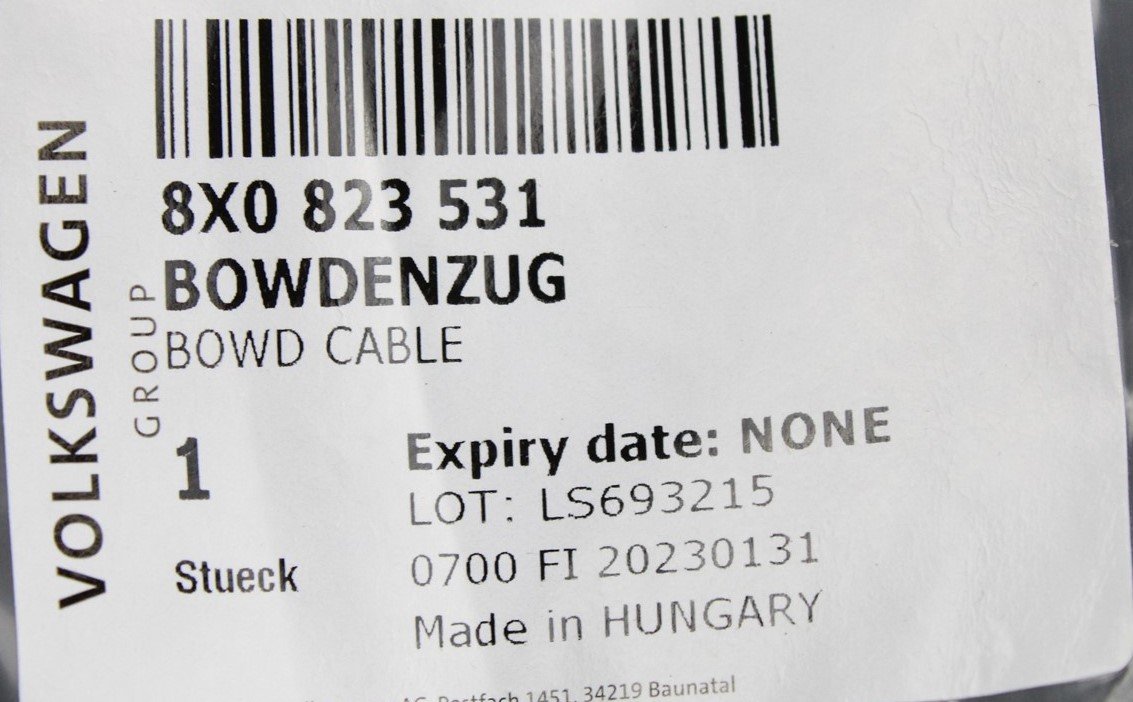 VOLKSWAGEN
GROUP
8X0 823 531
BOWDENZUG
BOWD CABLE
1
Stueck
Expiry date: NONE
LOT: LS693215
0700 FI 20230131
Made in HUNGARY
AG, Postfach 1451, 34219 Baunatal